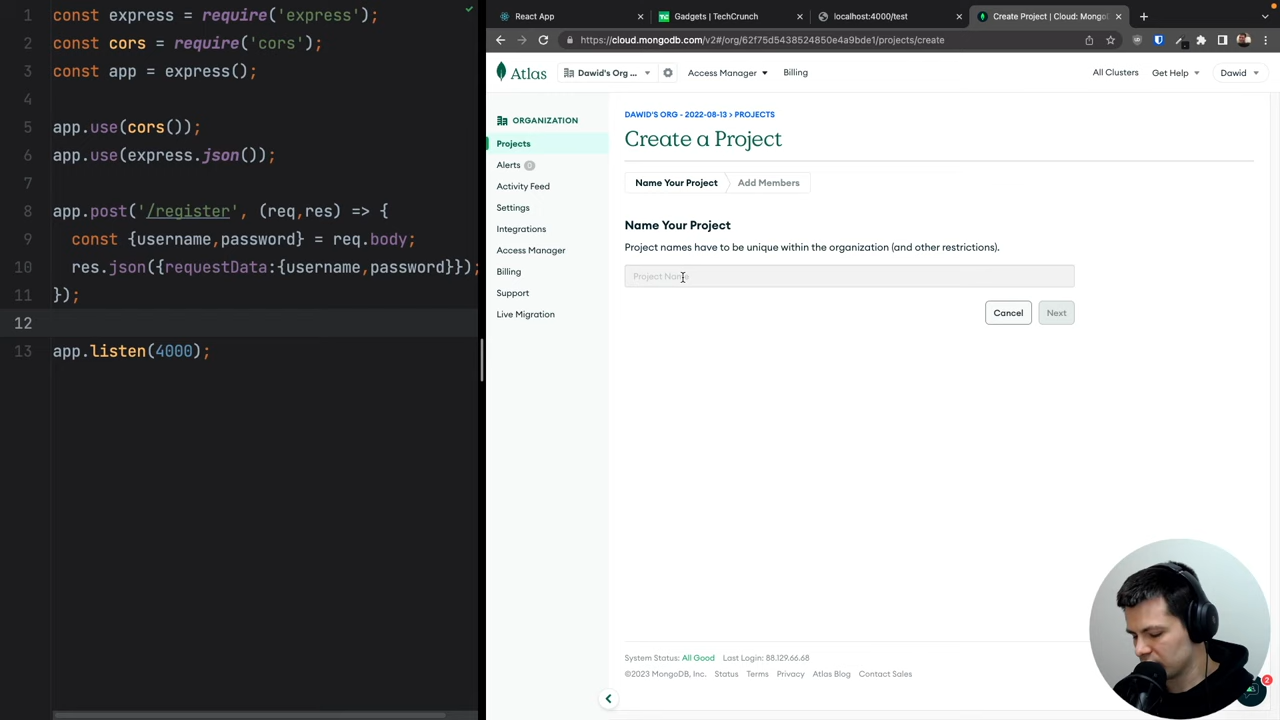 1 const express = require('express');
2 const cors = require('cors');
3 const app = express();
4
5 app.use(cors());
6 app.use(express.json());
7
8 app.post('/register', (req,res) => {
9 const {username,password} = req.body;
10 res.json({requestData:{username,password}});
11 });
12
13 app.listen(4000);
React App
Gadgets | TechCrunch
localhost:4000/test
Create Project | Cloud: Mongo
https://cloud.mongodb.com/v2#/org/62f75d5438524850e4a9bde1/projects/create
Atlas
Dawid's Org ...
Access Manager
Billing
All Clusters
Get Help
Dawid
ORGANIZATION
Projects
Alerts 0
Activity Feed
Settings
Integrations
Access Manager
Billing
Support
Live Migration
DAWID'S ORG - 2022-08-13 > PROJECTS
Create a Project
Name Your Project
Add Members
Name Your Project
Project names have to be unique within the organization (and other restrictions).
Project Name
Cancel
Next
System Status: All Good Last Login: 88.129.66.68
©2023 MongoDB, Inc. Status Terms Privacy Atlas Blog Contact Sales
2